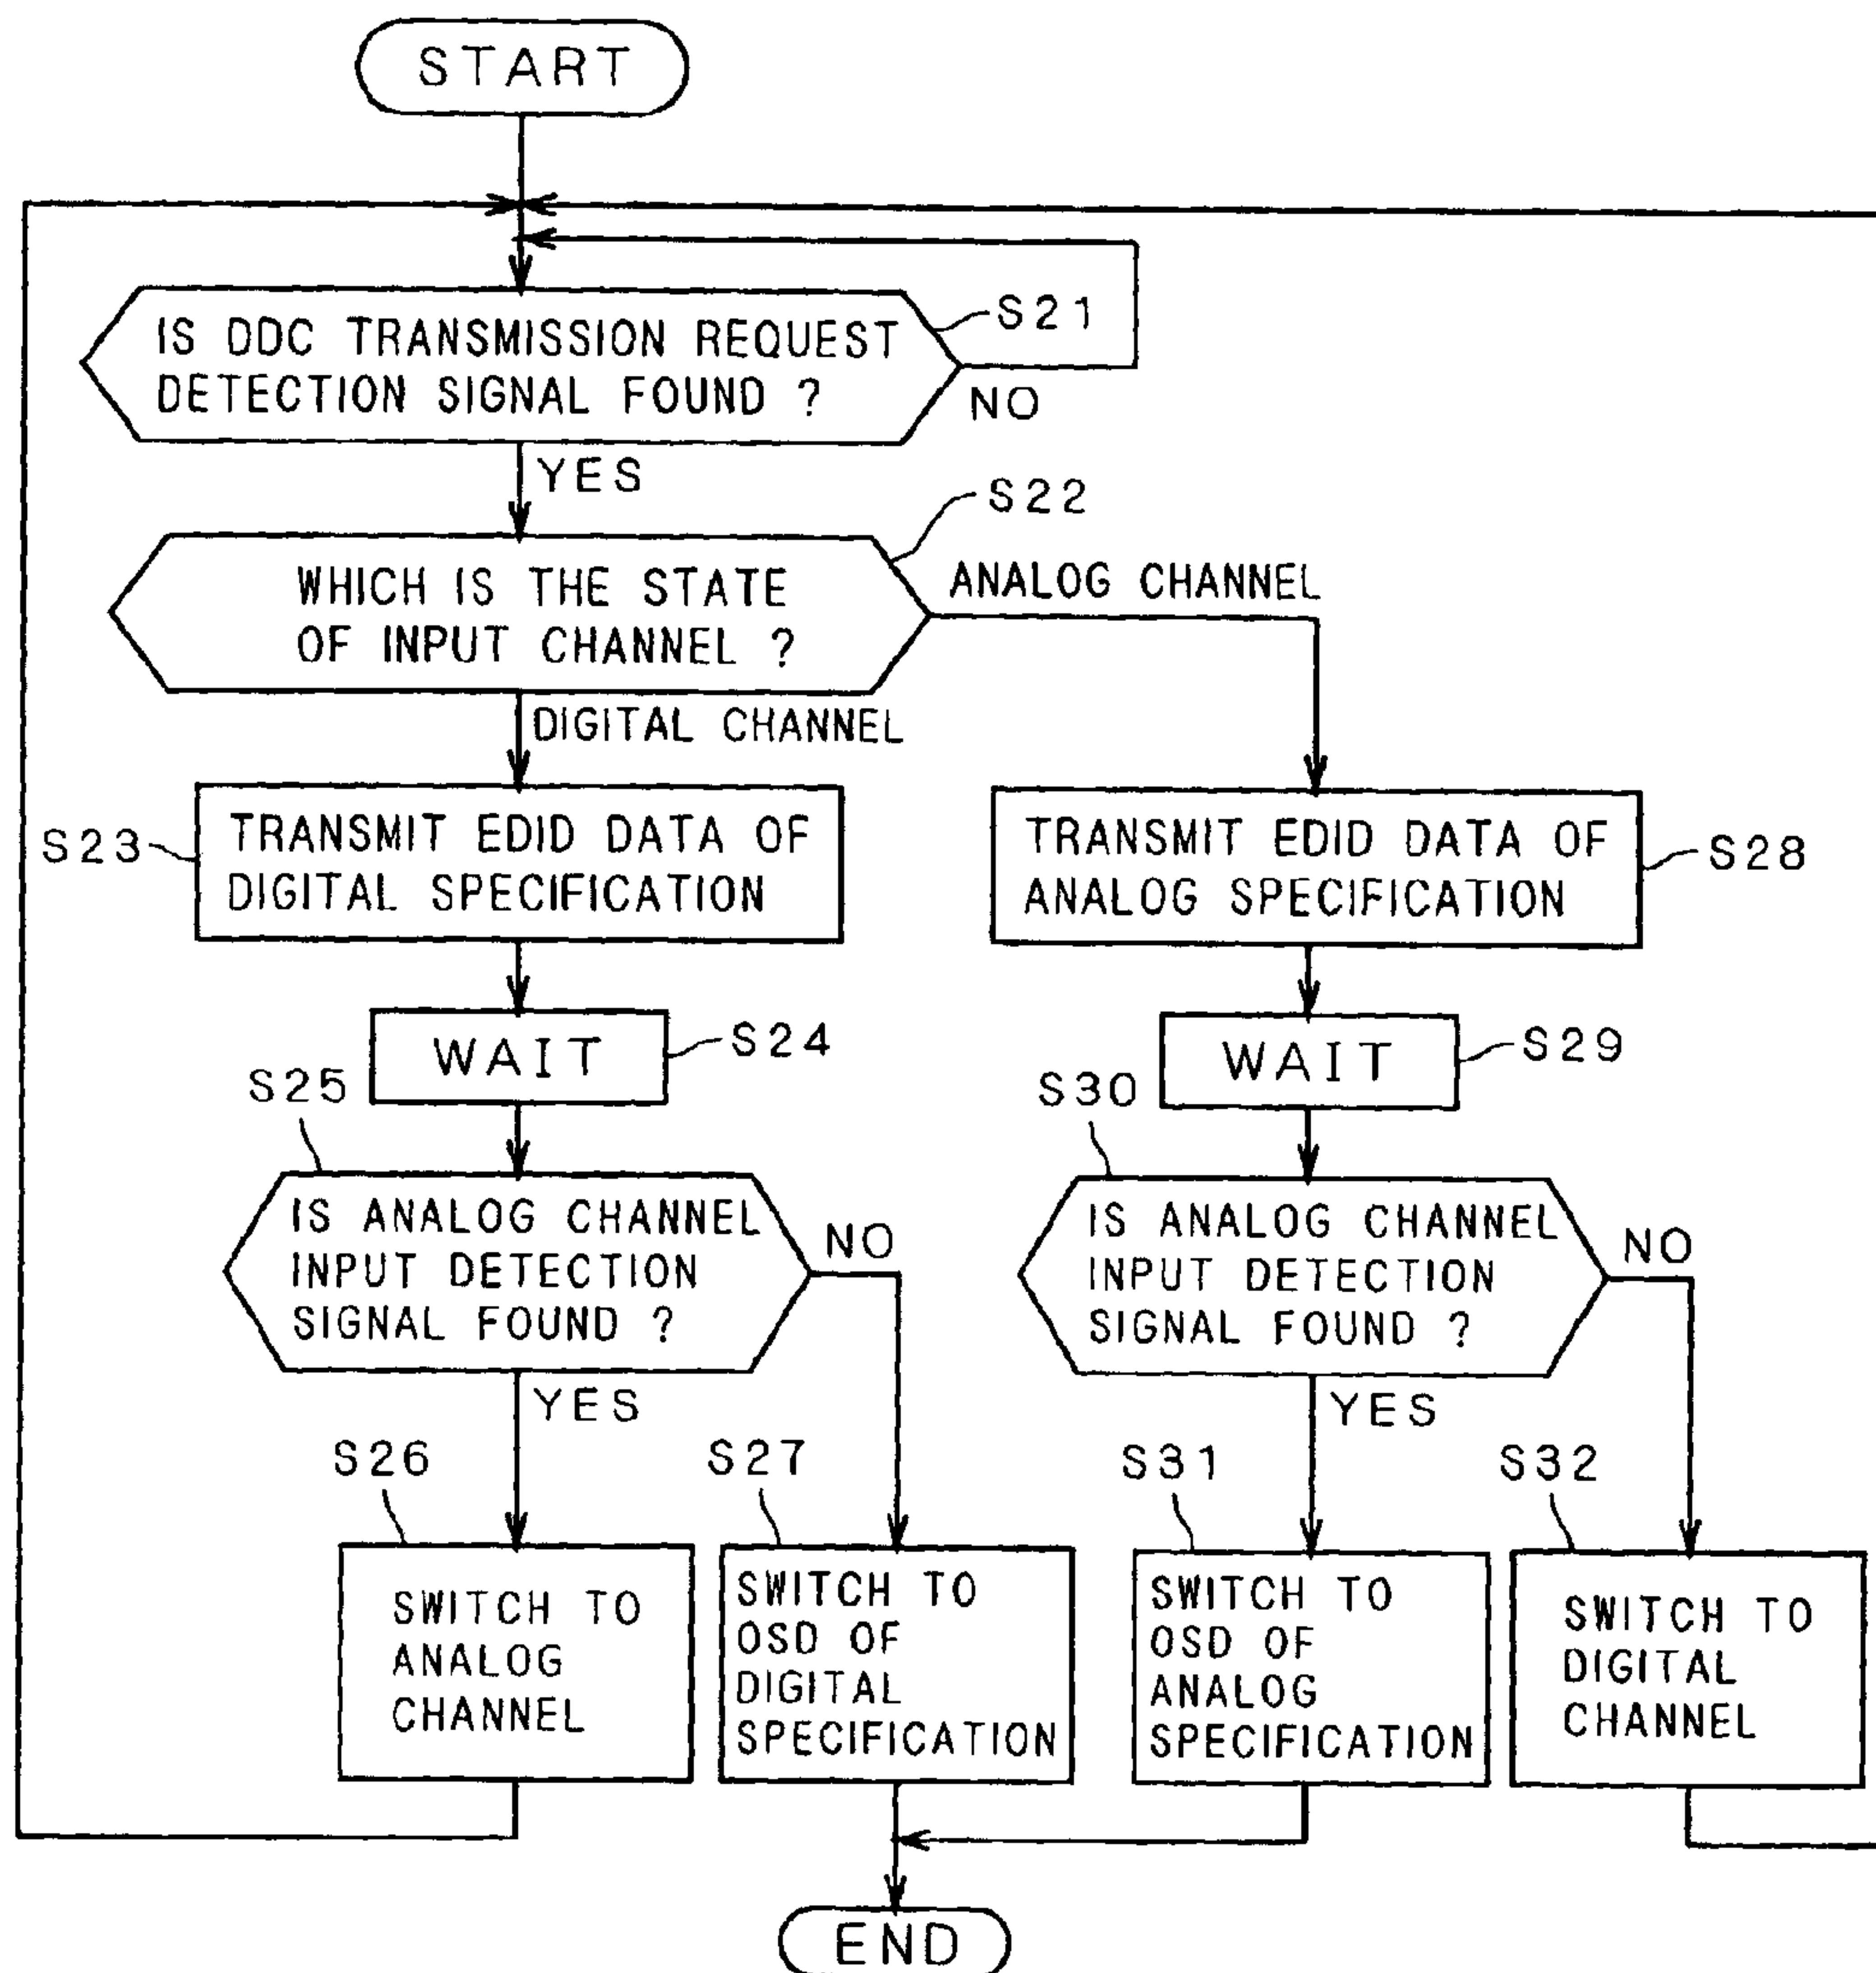 START
S21
IS DDC TRANSMISSION REQUEST
DETECTION SIGNAL FOUND ?
NO
YES
S22
WHICH IS THE STATE
OF INPUT CHANNEL ?
ANALOG CHANNEL
DIGITAL CHANNEL
S23
TRANSMIT EDID DATA OF
DIGITAL SPECIFICATION
TRANSMIT EDID DATA OF
ANALOG SPECIFICATION
S28
WAIT
S24
WAIT
S29
S25
S30
IS ANALOG CHANNEL
INPUT DETECTION
SIGNAL FOUND ?
NO
IS ANALOG CHANNEL
INPUT DETECTION
SIGNAL FOUND ?
NO
YES
YES
S26
S27
S31
S32
SWITCH TO
ANALOG
CHANNEL
SWITCH TO
OSD OF
DIGITAL
SPECIFICATION
SWITCH TO
OSD OF
ANALOG
SPECIFICATION
SWITCH TO
DIGITAL
CHANNEL
END